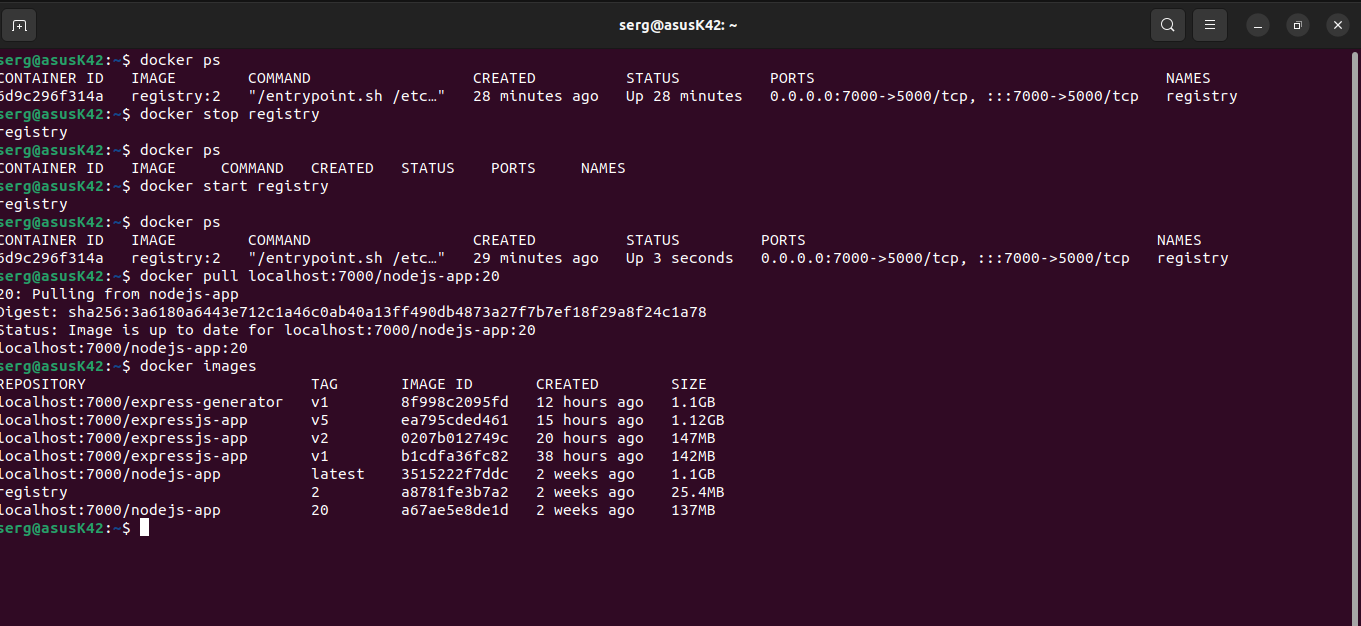 serg@asusK42: ~
serg@asusK42:~$ docker ps
CONTAINER ID   IMAGE        COMMAND                  CREATED          STATUS          PORTS                                       NAMES
6d9c296f314a   registry:2   "/entrypoint.sh /etc…"   28 minutes ago   Up 28 minutes   0.0.0.0:7000->5000/tcp, :::7000->5000/tcp   registry
serg@asusK42:~$ docker stop registry
registry
serg@asusK42:~$ docker ps
CONTAINER ID   IMAGE     COMMAND   CREATED   STATUS    PORTS     NAMES
serg@asusK42:~$ docker start registry
registry
serg@asusK42:~$ docker ps
CONTAINER ID   IMAGE        COMMAND                  CREATED          STATUS         PORTS                                       NAMES
6d9c296f314a   registry:2   "/entrypoint.sh /etc…"   29 minutes ago   Up 3 seconds   0.0.0.0:7000->5000/tcp, :::7000->5000/tcp   registry
serg@asusK42:~$ docker pull localhost:7000/nodejs-app:20
20: Pulling from nodejs-app
Digest: sha256:3a6180a6443e712c1a46c0ab40a13ff490db4873a27f7b7ef18f29a8f24c1a78
Status: Image is up to date for localhost:7000/nodejs-app:20
localhost:7000/nodejs-app:20
serg@asusK42:~$ docker images
REPOSITORY                         TAG       IMAGE ID       CREATED        SIZE
localhost:7000/express-generator   v1        8f998c2095fd   12 hours ago   1.1GB
localhost:7000/expressjs-app       v5        ea795cded461   15 hours ago   1.12GB
localhost:7000/expressjs-app       v2        0207b012749c   20 hours ago   147MB
localhost:7000/expressjs-app       v1        b1cdfa36fc82   38 hours ago   142MB
localhost:7000/nodejs-app          latest    3515222f7ddc   2 weeks ago    1.1GB
registry                           2         a8781fe3b7a2   2 weeks ago    25.4MB
localhost:7000/nodejs-app          20        a67ae5e8de1d   2 weeks ago    137MB
serg@asusK42:~$